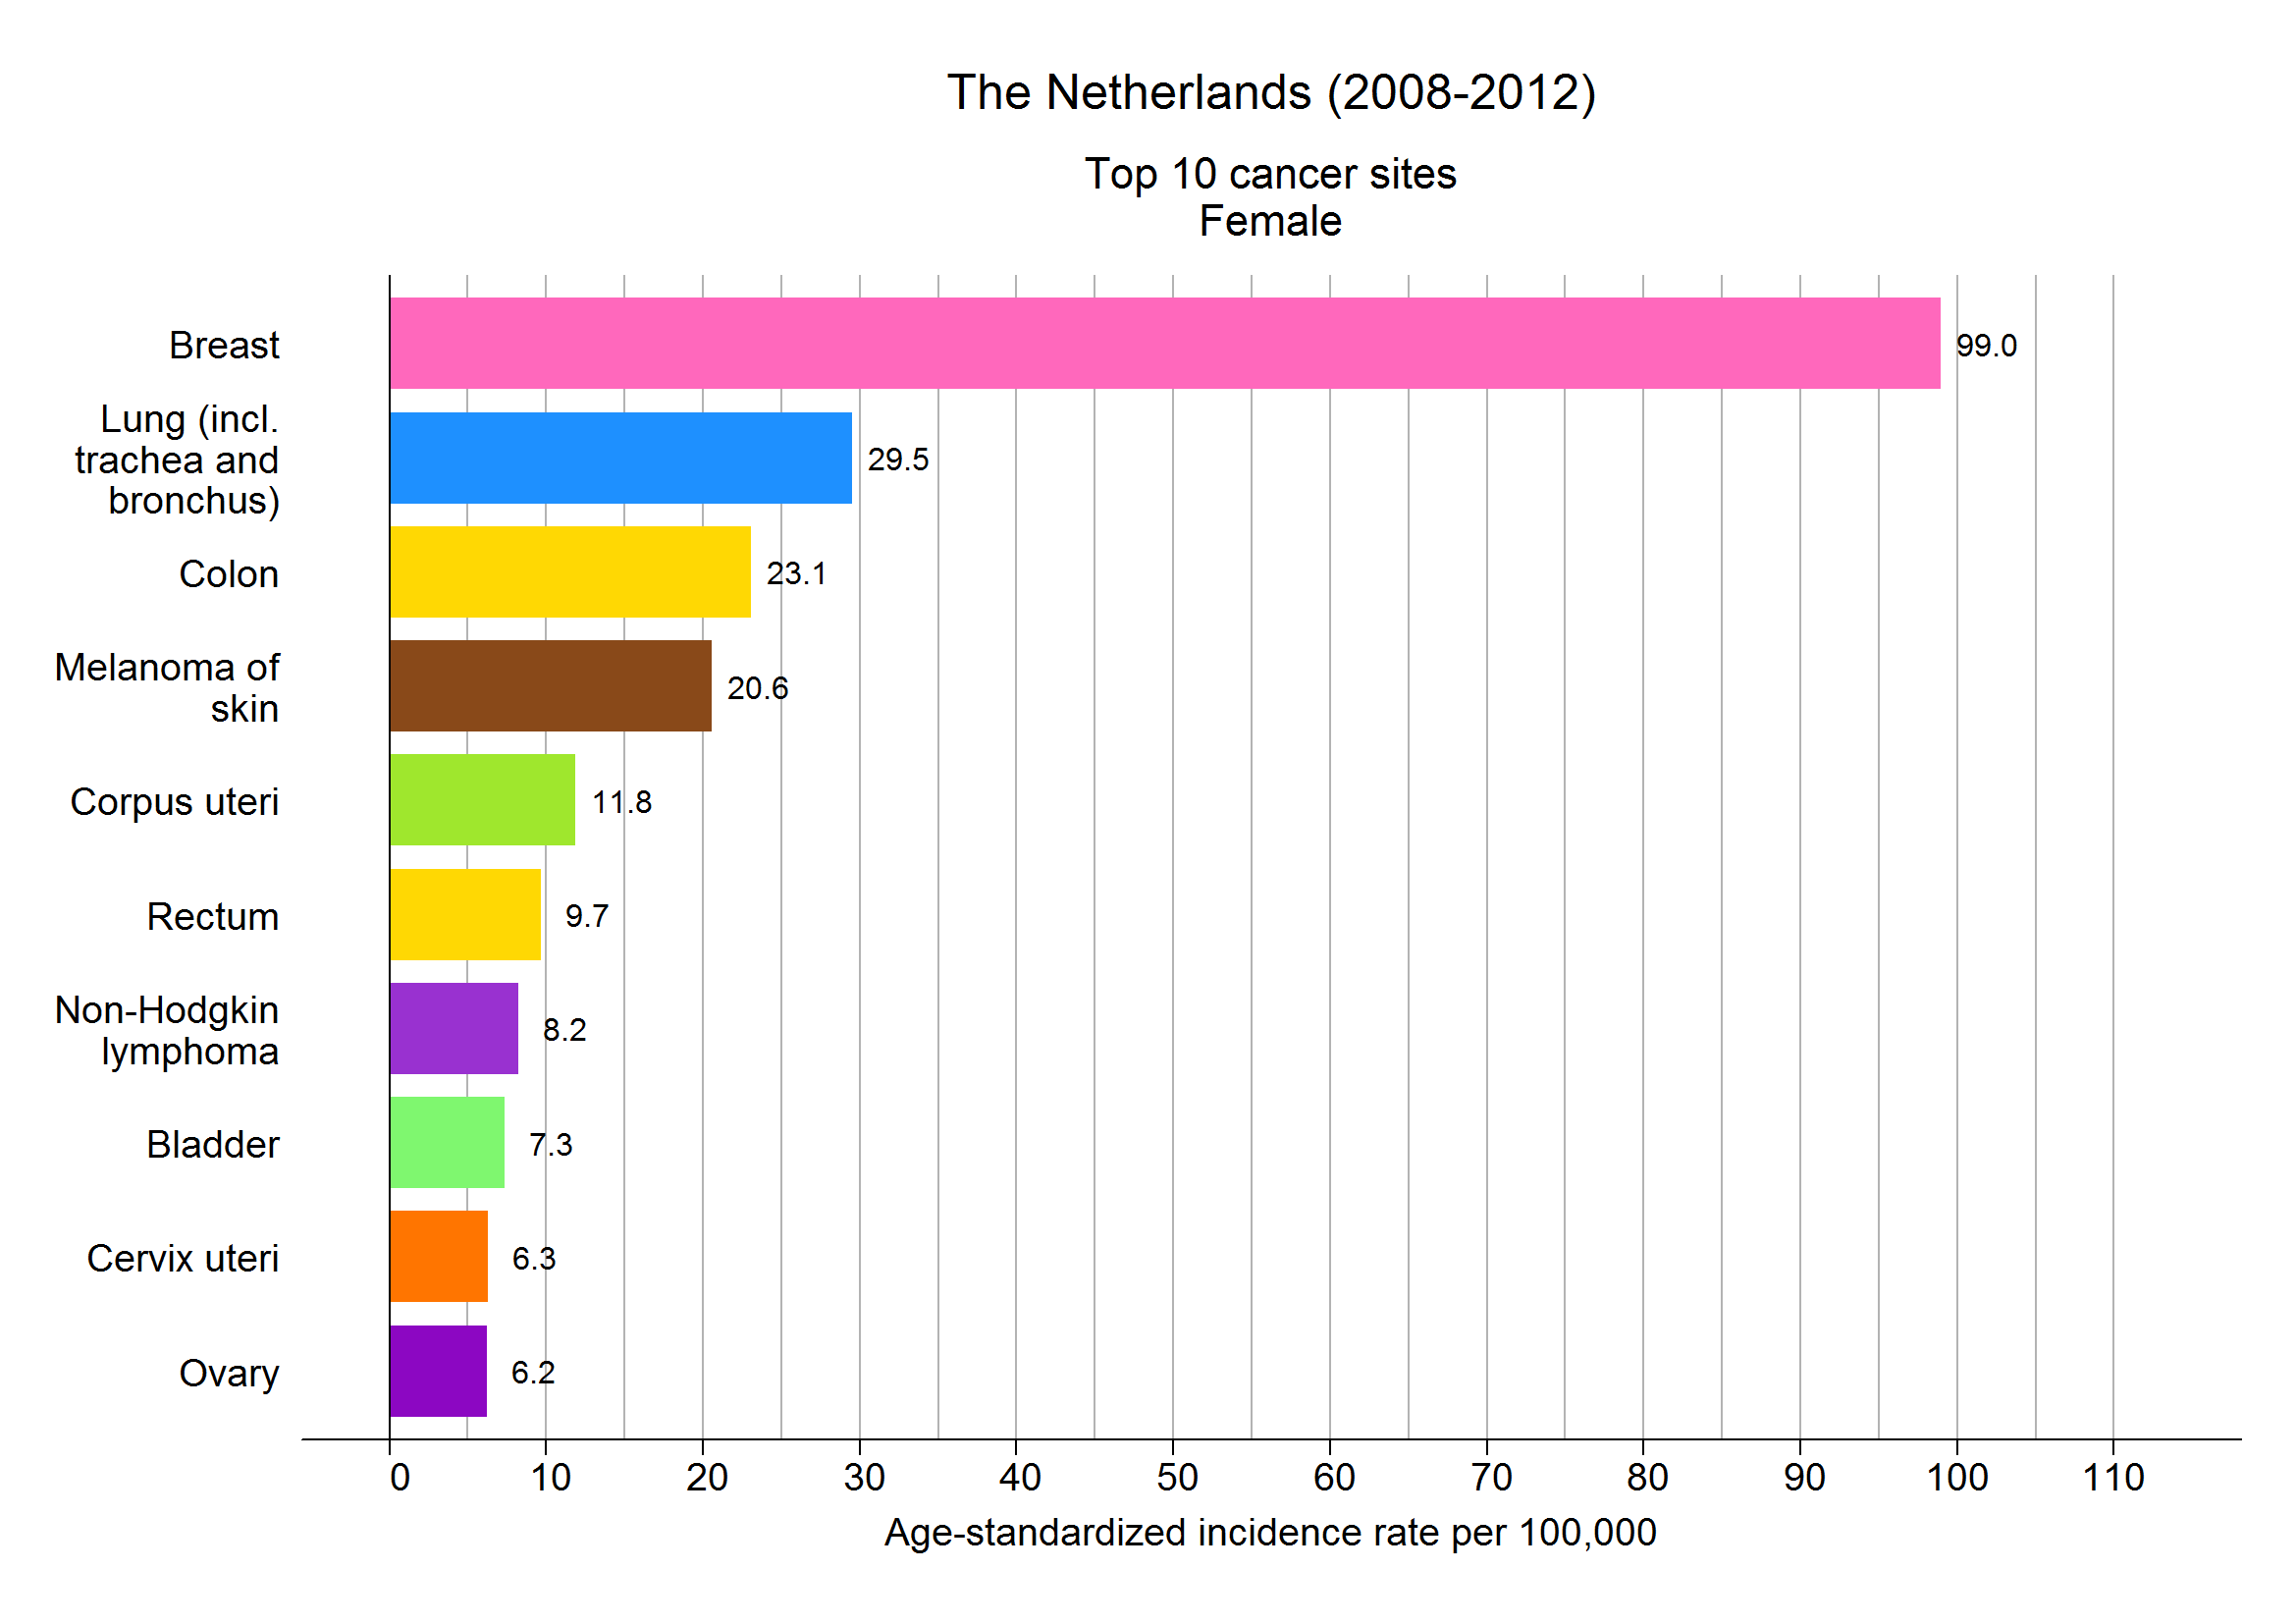 The Netherlands (2008-2012)
Top 10 cancer sites
Female
Breast
99.0
Lung (incl.
trachea and
bronchus)
29.5
Colon
23.1
Melanoma of
skin
20.6
Corpus uteri
11.8
Rectum
9.7
Non-Hodgkin
lymphoma
8.2
Bladder
7.3
Cervix uteri
6.3
Ovary
6.2
0 10 20 30 40 50 60 70 80 90 100 110
Age-standardized incidence rate per 100,000